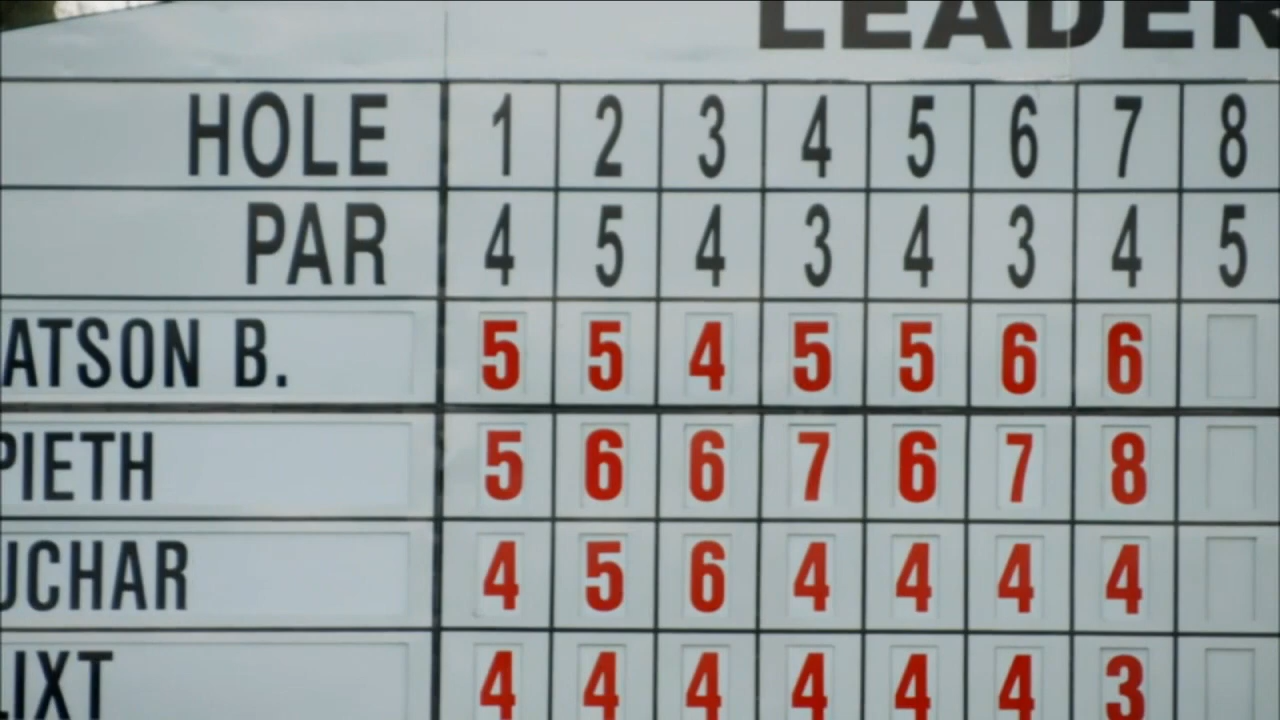 LEADER
HOLE 1 2 3 4 5 6 7 8
PAR 4 5 4 3 4 3 4 5
ATSON B. 5 5 4 5 5 6 6
PIETH 5 6 6 7 6 7 8
UCHAR 4 5 6 4 4 4 4
LIXT 4 4 4 4 4 4 3